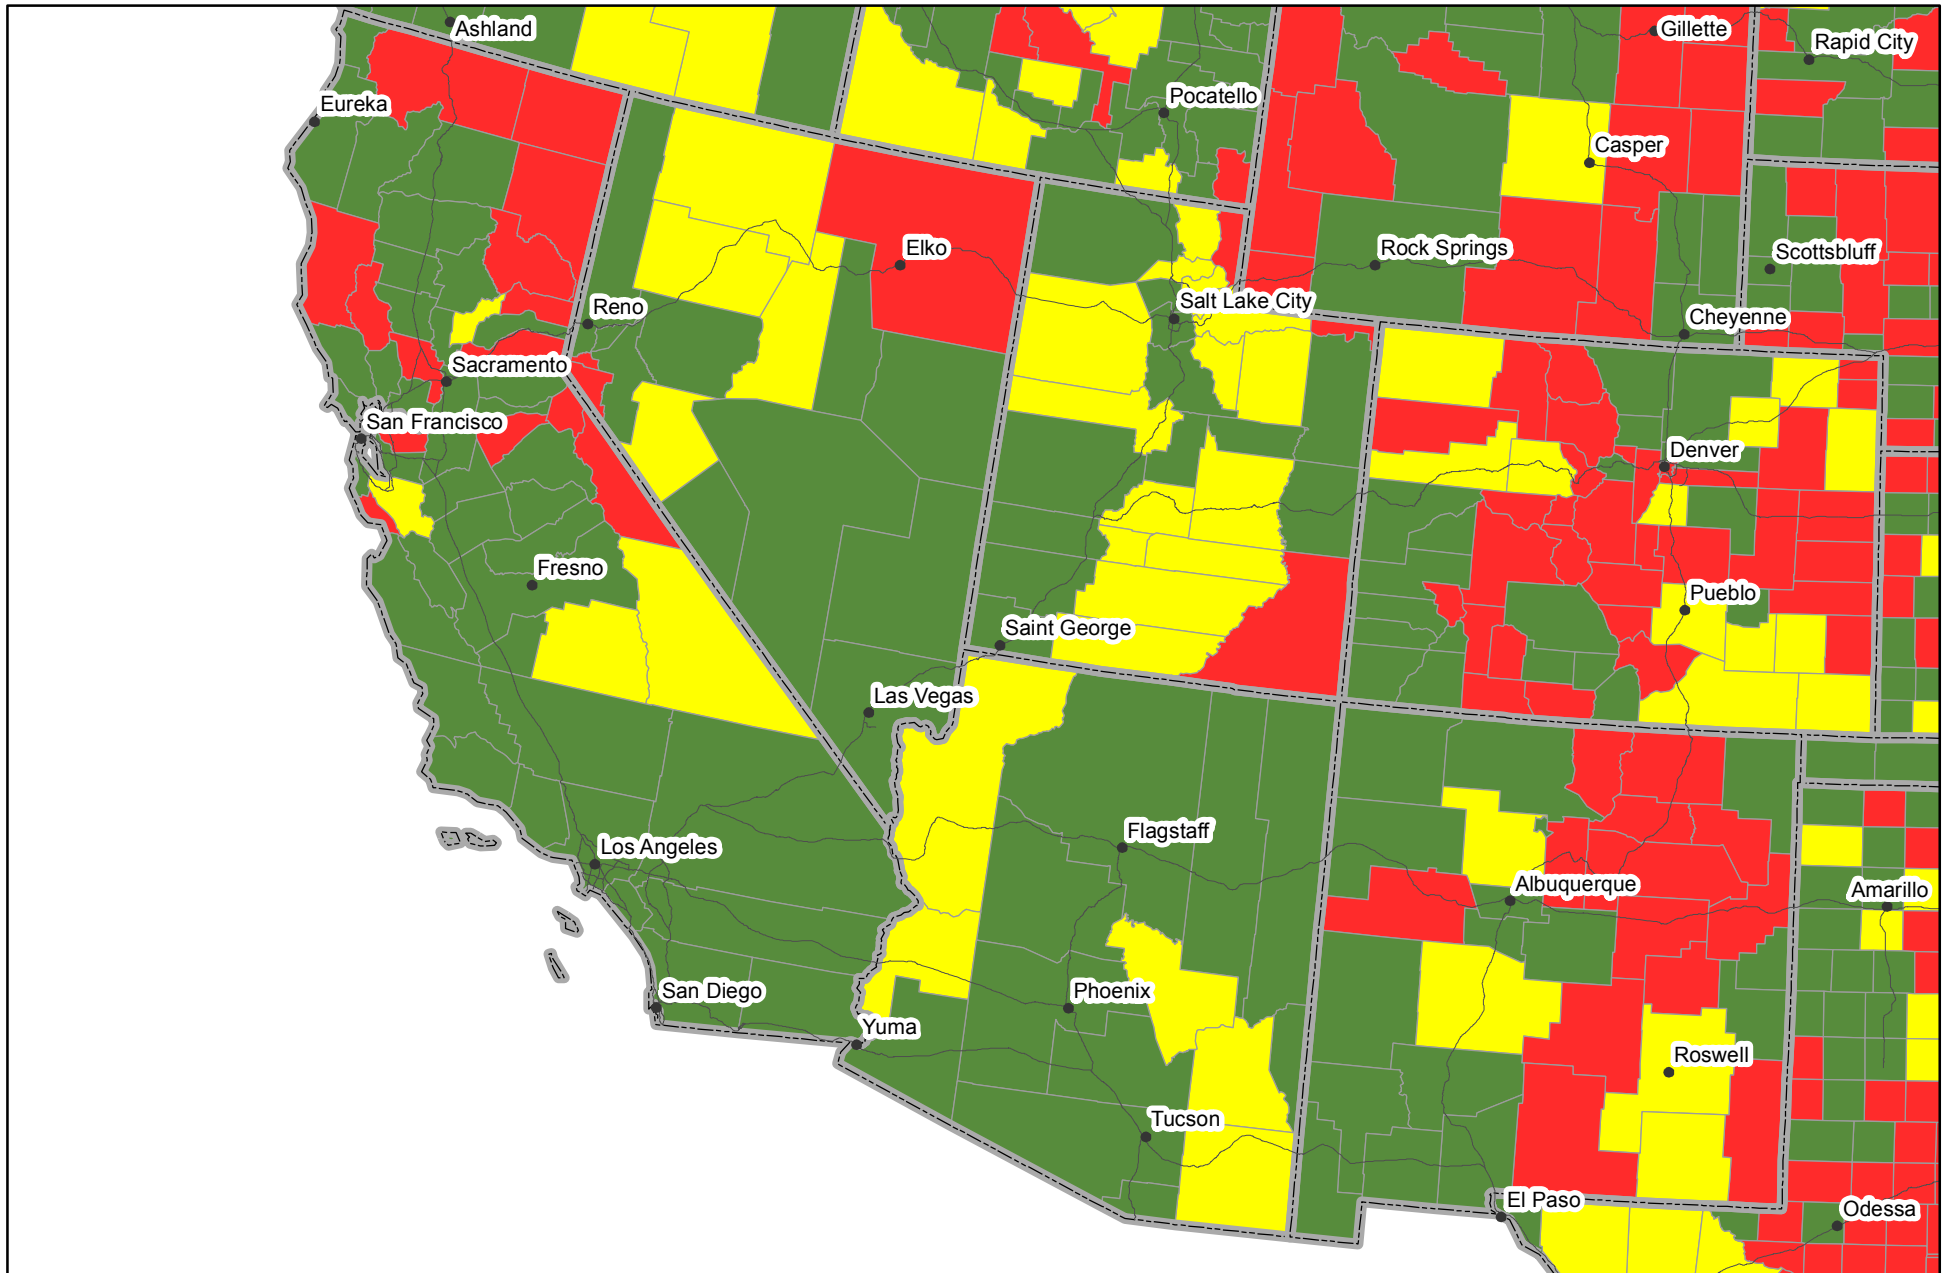 Ashland
Gillette
Rapid City
Eureka
Pocatello
Casper
Elko
Rock Springs
Scottsbluff
Reno
Salt Lake City
Cheyenne
Sacramento
San Francisco
Denver
Fresno
Pueblo
Saint George
Las Vegas
Flagstaff
Los Angeles
Albuquerque
Amarillo
San Diego
Phoenix
Yuma
Roswell
Tucson
El Paso
Odessa